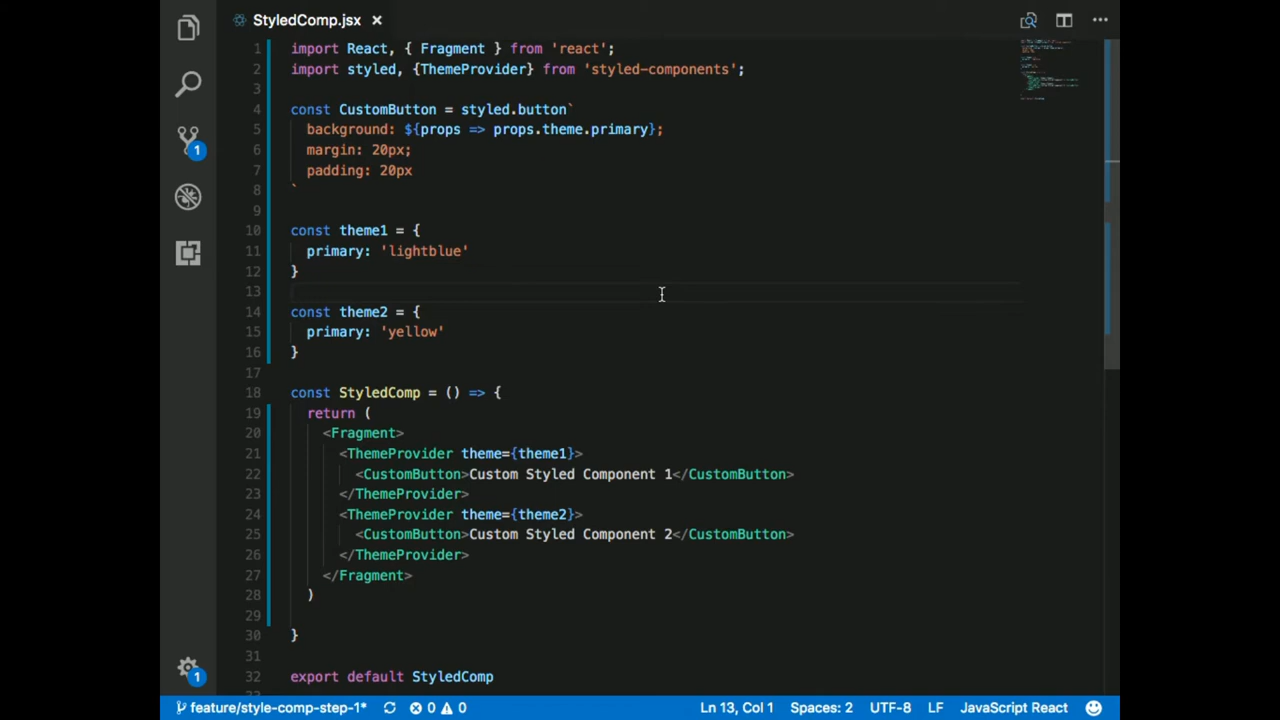 StyledComp.jsx ×
1 import React, { Fragment } from 'react';
2 import styled, {ThemeProvider} from 'styled-components';
3
4 const CustomButton = styled.button`
5   background: ${props => props.theme.primary};
6   margin: 20px;
7   padding: 20px
8 `
9
10 const theme1 = {
11   primary: 'lightblue'
12 }
13
14 const theme2 = {
15   primary: 'yellow'
16 }
17
18 const StyledComp = () => {
19   return (
20     <Fragment>
21       <ThemeProvider theme={theme1}>
22         <CustomButton>Custom Styled Component 1</CustomButton>
23       </ThemeProvider>
24       <ThemeProvider theme={theme2}>
25         <CustomButton>Custom Styled Component 2</CustomButton>
26       </ThemeProvider>
27     </Fragment>
28   )
29
30 }
31
32 export default StyledComp
1
1
feature/style-comp-step-1* 0 0 Ln 13, Col 1 Spaces: 2 UTF-8 LF JavaScript React